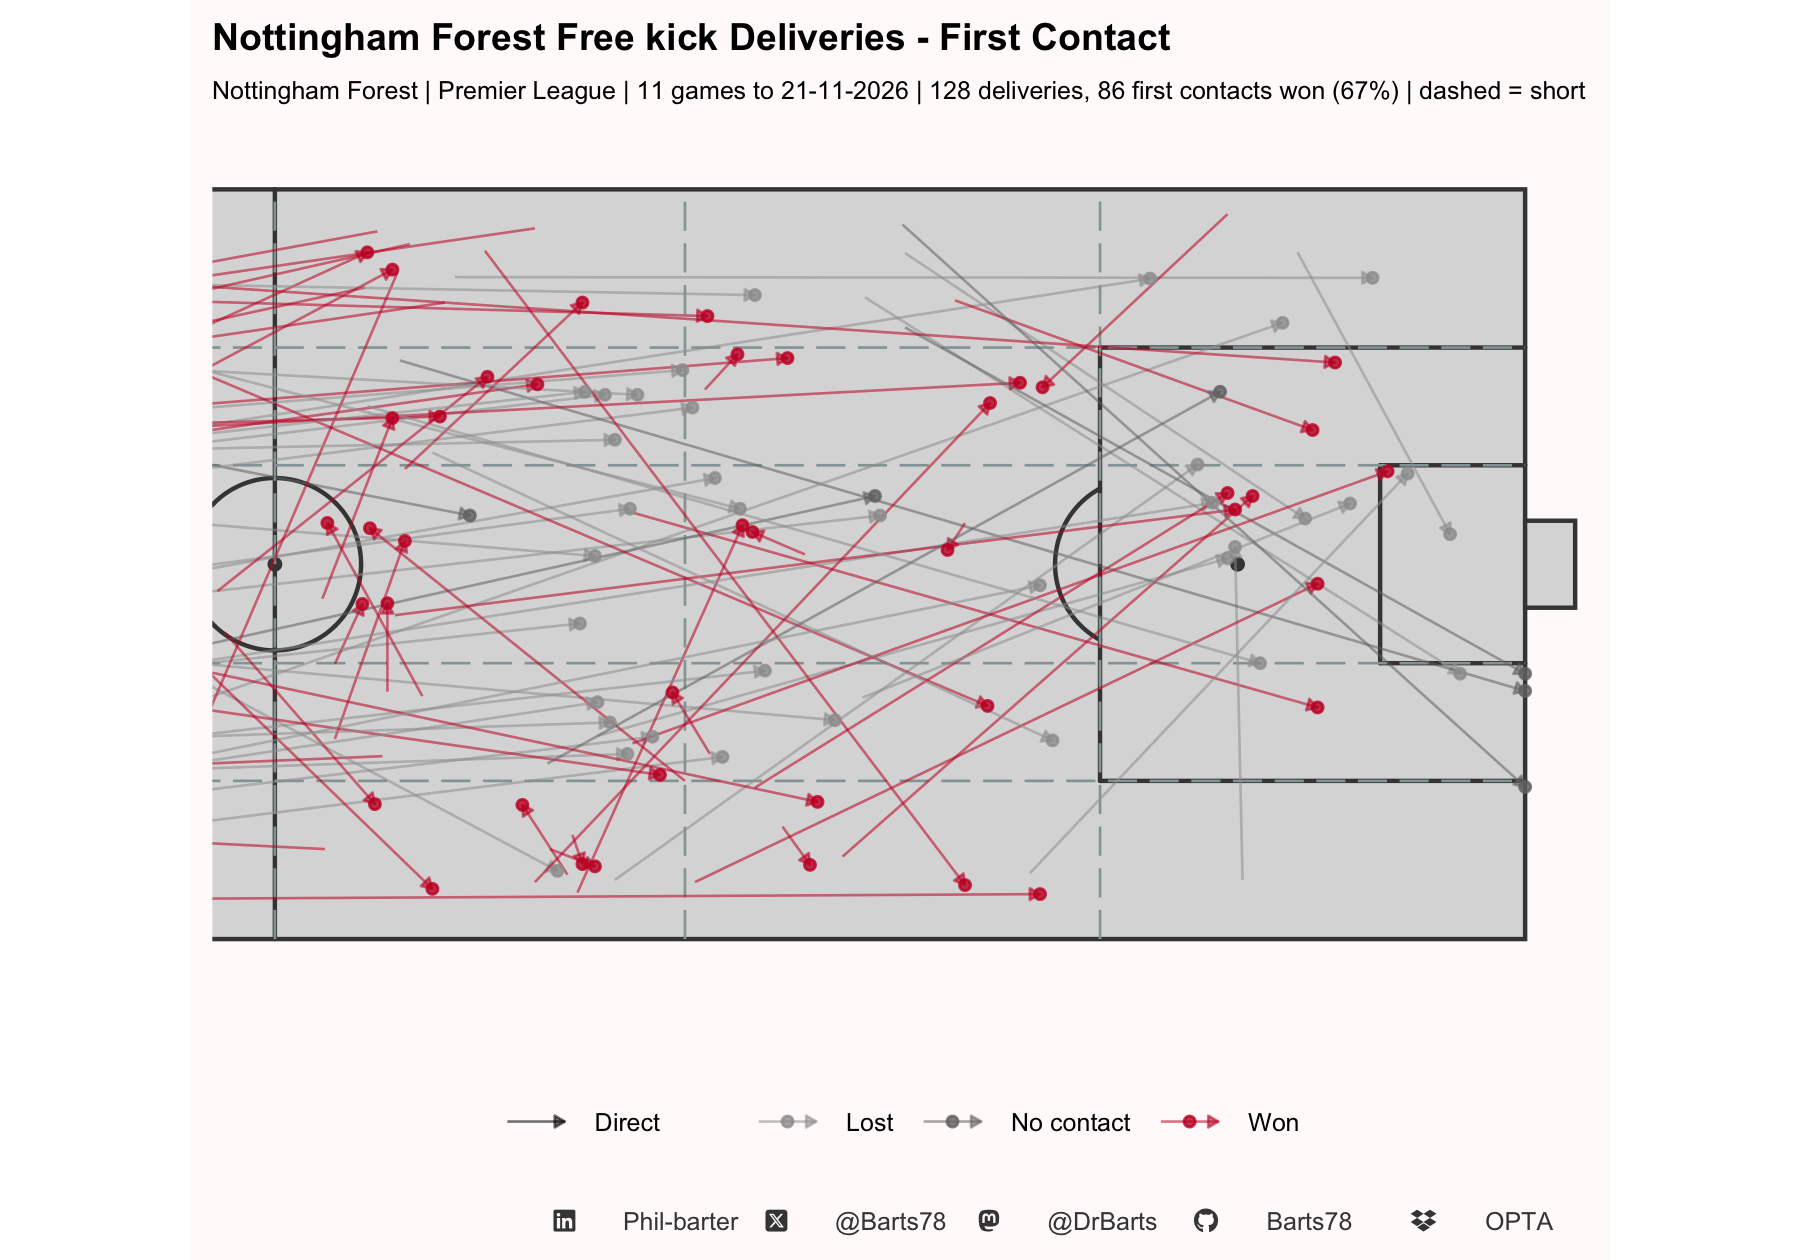 Nottingham Forest Free kick Deliveries - First Contact
Nottingham Forest | Premier League | 11 games to 21-11-2026 | 128 deliveries, 86 first contacts won (67%) | dashed = short
Direct Lost No contact Won
Phil-barter @Barts78 @DrBarts Barts78 OPTA